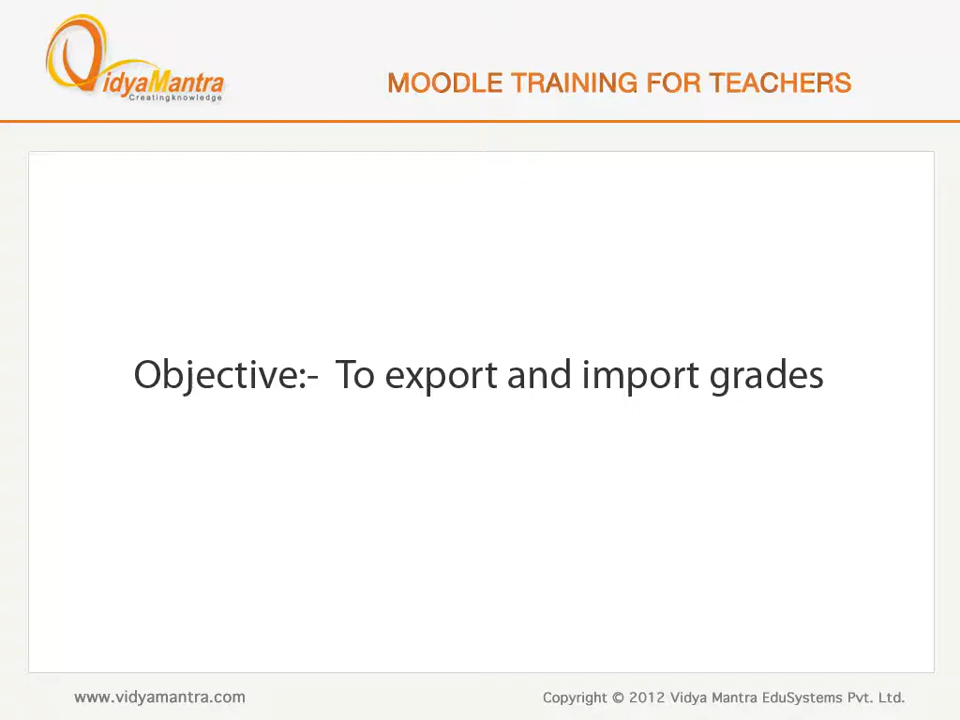 VidyaMantra
Creatingknowledge
MOODLE TRAINING FOR TEACHERS
Objective:- To export and import grades
www.vidyamantra.com
Copyright © 2012 Vidya Mantra EduSystems Pvt. Ltd.